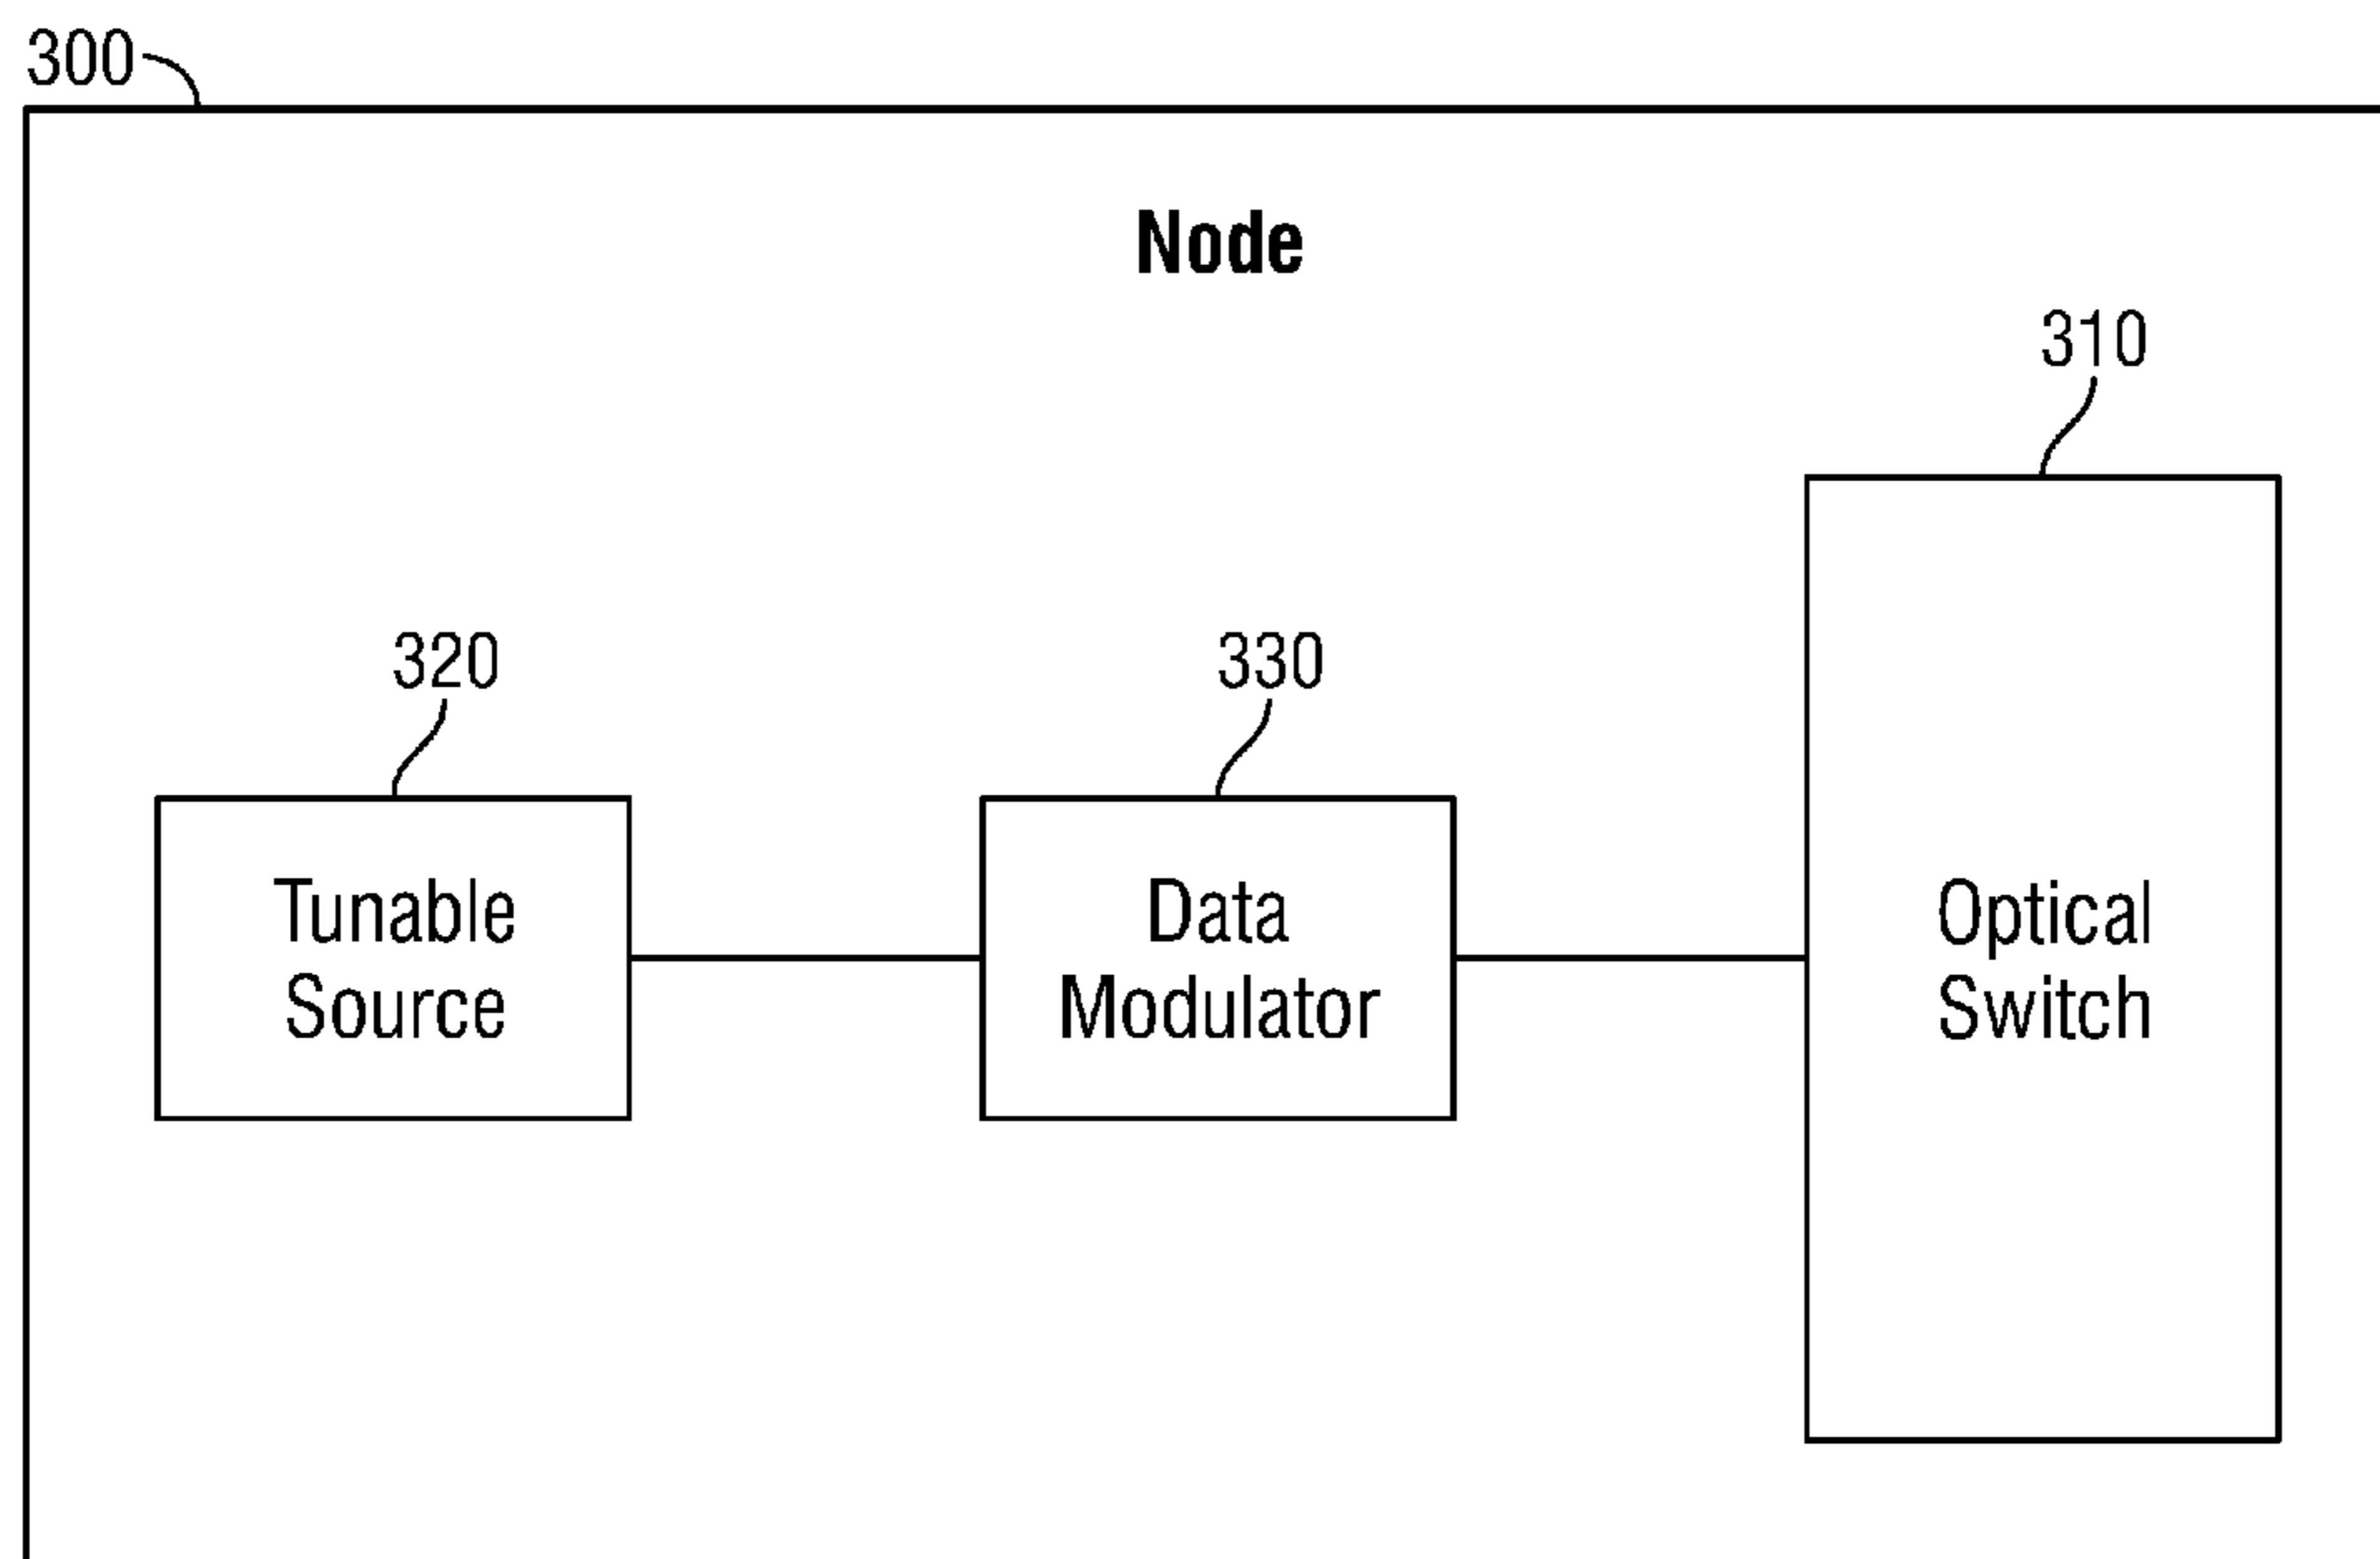 300
Node
310
320
330
Tunable
Source
Data
Modulator
Optical
Switch